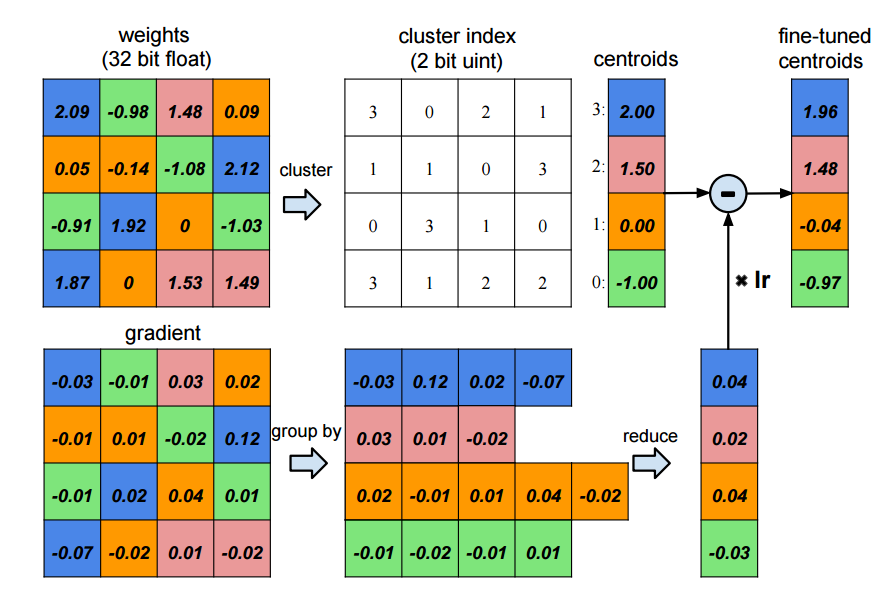 weights
(32 bit float)
cluster index
(2 bit uint)
centroids
fine-tuned
centroids
2.09 -0.98 1.48 0.09
0.05 -0.14 -1.08 2.12
-0.91 1.92 0 -1.03
1.87 0 1.53 1.49
cluster
3 0 2 1
1 1 0 3
0 3 1 0
3 1 2 2
3: 2.00
2: 1.50
1: 0.00
0: -1.00
-
× lr
1.96
1.48
-0.04
-0.97
gradient
-0.03 -0.01 0.03 0.02
-0.01 0.01 -0.02 0.12
-0.01 0.02 0.04 0.01
-0.07 -0.02 0.01 -0.02
group by
-0.03 0.12 0.02 -0.07
0.03 0.01 -0.02
0.02 -0.01 0.01 0.04 -0.02
-0.01 -0.02 -0.01 0.01
reduce
0.04
0.02
0.04
-0.03